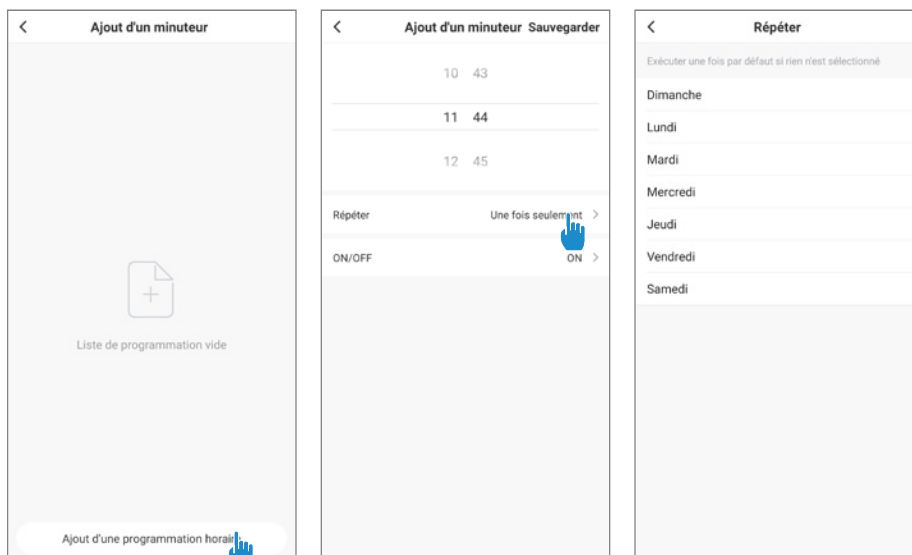 Ajout d'un minuteur
Liste de programmation vide
Ajout d'une programmation horaire
Ajout d'un minuteur Sauvegarder
10 43
11 44
12 45
Répéter Une fois seulement
ON/OFF ON
Répéter
Exécuter une fois par défaut si rien n'est sélectionné
Dimanche
Lundi
Mardi
Mercredi
Jeudi
Vendredi
Samedi